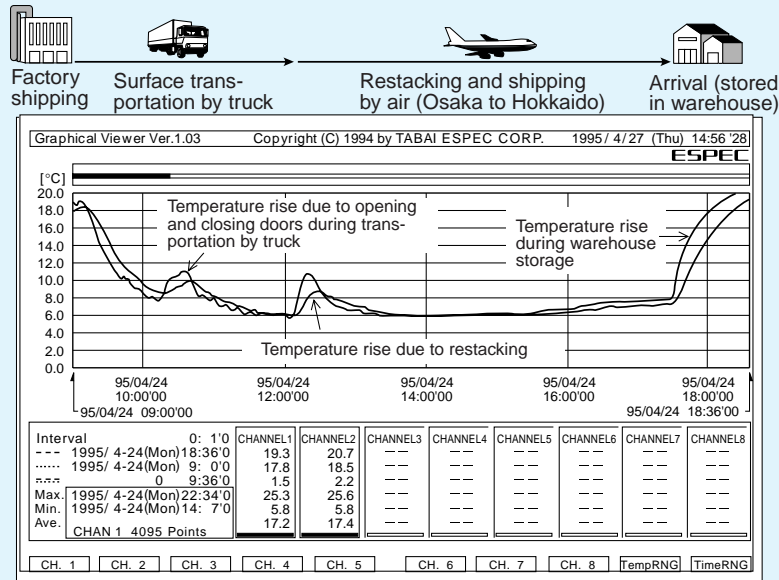 Factory
shipping
Surface trans-
portation by truck
Restacking and shipping
by air (Osaka to Hokkaido)
Arrival (stored
in warehouse)
Graphical Viewer Ver.1.03 Copyright (C) 1994 by TABAI ESPEC CORP. 1995/ 4/27 (Thu) 14:56 '28
ESPEC
[°C]
20.0
18.0
16.0
14.0
12.0
10.0
8.0
6.0
4.0
2.0
0.0
Temperature rise due to opening
and closing doors during trans-
portation by truck
Temperature rise
during warehouse
storage
Temperature rise due to restacking
95/04/24 95/04/24 95/04/24 95/04/24 95/04/24
10:00'00 12:00'00 14:00'00 16:00'00 18:00'00
95/04/24 09:00'00 95/04/24 18:36'00
Interval 0: 1'0 CHANNEL1 CHANNEL2 CHANNEL3 CHANNEL4 CHANNEL5 CHANNEL6 CHANNEL7 CHANNEL8
--- 1995/ 4-24(Mon)18:36'0 19.3 20.7 -- -- -- -- -- --
...... 1995/ 4-24(Mon) 9: 0'0 17.8 18.5 -- -- -- -- -- --
0 9:36'0 1.5 2.2 -- -- -- -- -- --
Max. 1995/ 4-24(Mon)22:34'0 25.3 25.6 -- -- -- -- -- --
Min. 1995/ 4-24(Mon)14: 7'0 5.8 5.8 -- -- -- -- -- --
Ave. 17.2 17.4 -- -- -- -- -- --
CHAN 1 4095 Points
CH. 1 CH. 2 CH. 3 CH. 4 CH. 5 CH. 6 CH. 7 CH. 8 TempRNG TimeRNG